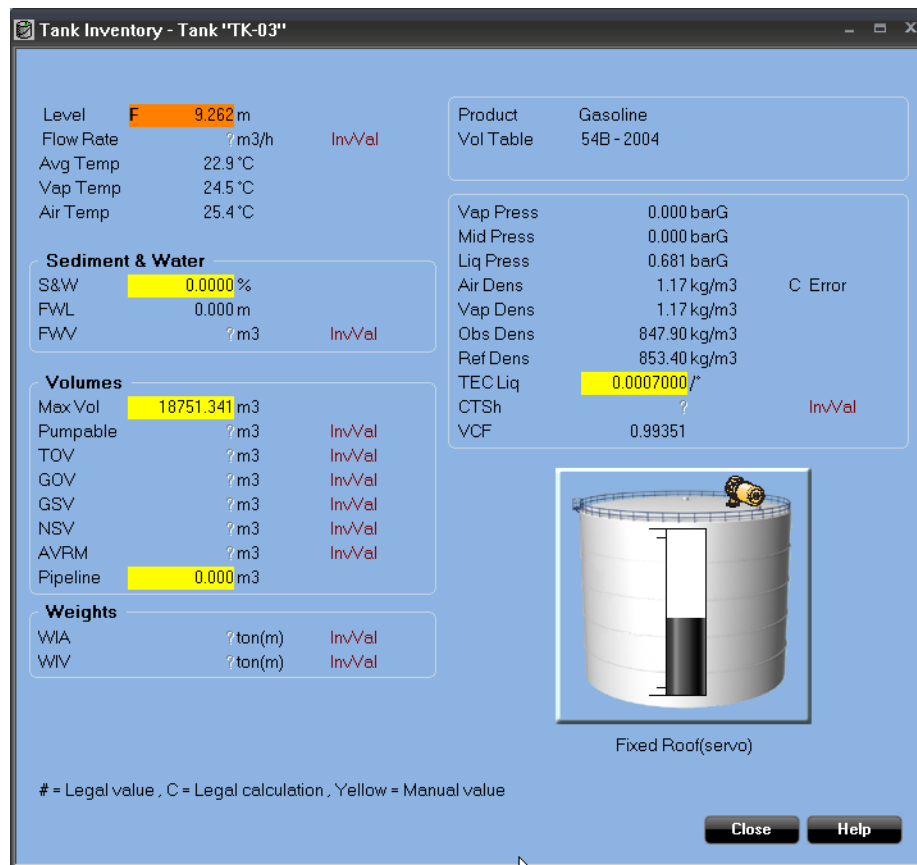 Tank Inventory - Tank "TK-03"
Level F 9.262 m
Flow Rate ? m3/h InvVal
Avg Temp 22.9 °C
Vap Temp 24.5 °C
Air Temp 25.4 °C
Sediment & Water
S&W 0.0000 %
FWL 0.000 m
FWV ? m3 InvVal
Volumes
Max Vol 18751.341 m3
Pumpable ? m3 InvVal
TOV ? m3 InvVal
GOV ? m3 InvVal
GSV ? m3 InvVal
NSV ? m3 InvVal
AVRM ? m3 InvVal
Pipeline 0.000 m3
Weights
WIA ? ton(m) InvVal
WIV ? ton(m) InvVal
Product Gasoline
Vol Table 54B - 2004
Vap Press 0.000 barG
Mid Press 0.000 barG
Liq Press 0.681 barG
Air Dens 1.17 kg/m3 C Error
Vap Dens 1.17 kg/m3
Obs Dens 847.90 kg/m3
Ref Dens 853.40 kg/m3
TEC Liq 0.0007000 /°
CTSh ? InvVal
VCF 0.99351
Fixed Roof(servo)
# = Legal value , C = Legal calculation , Yellow = Manual value
Close Help